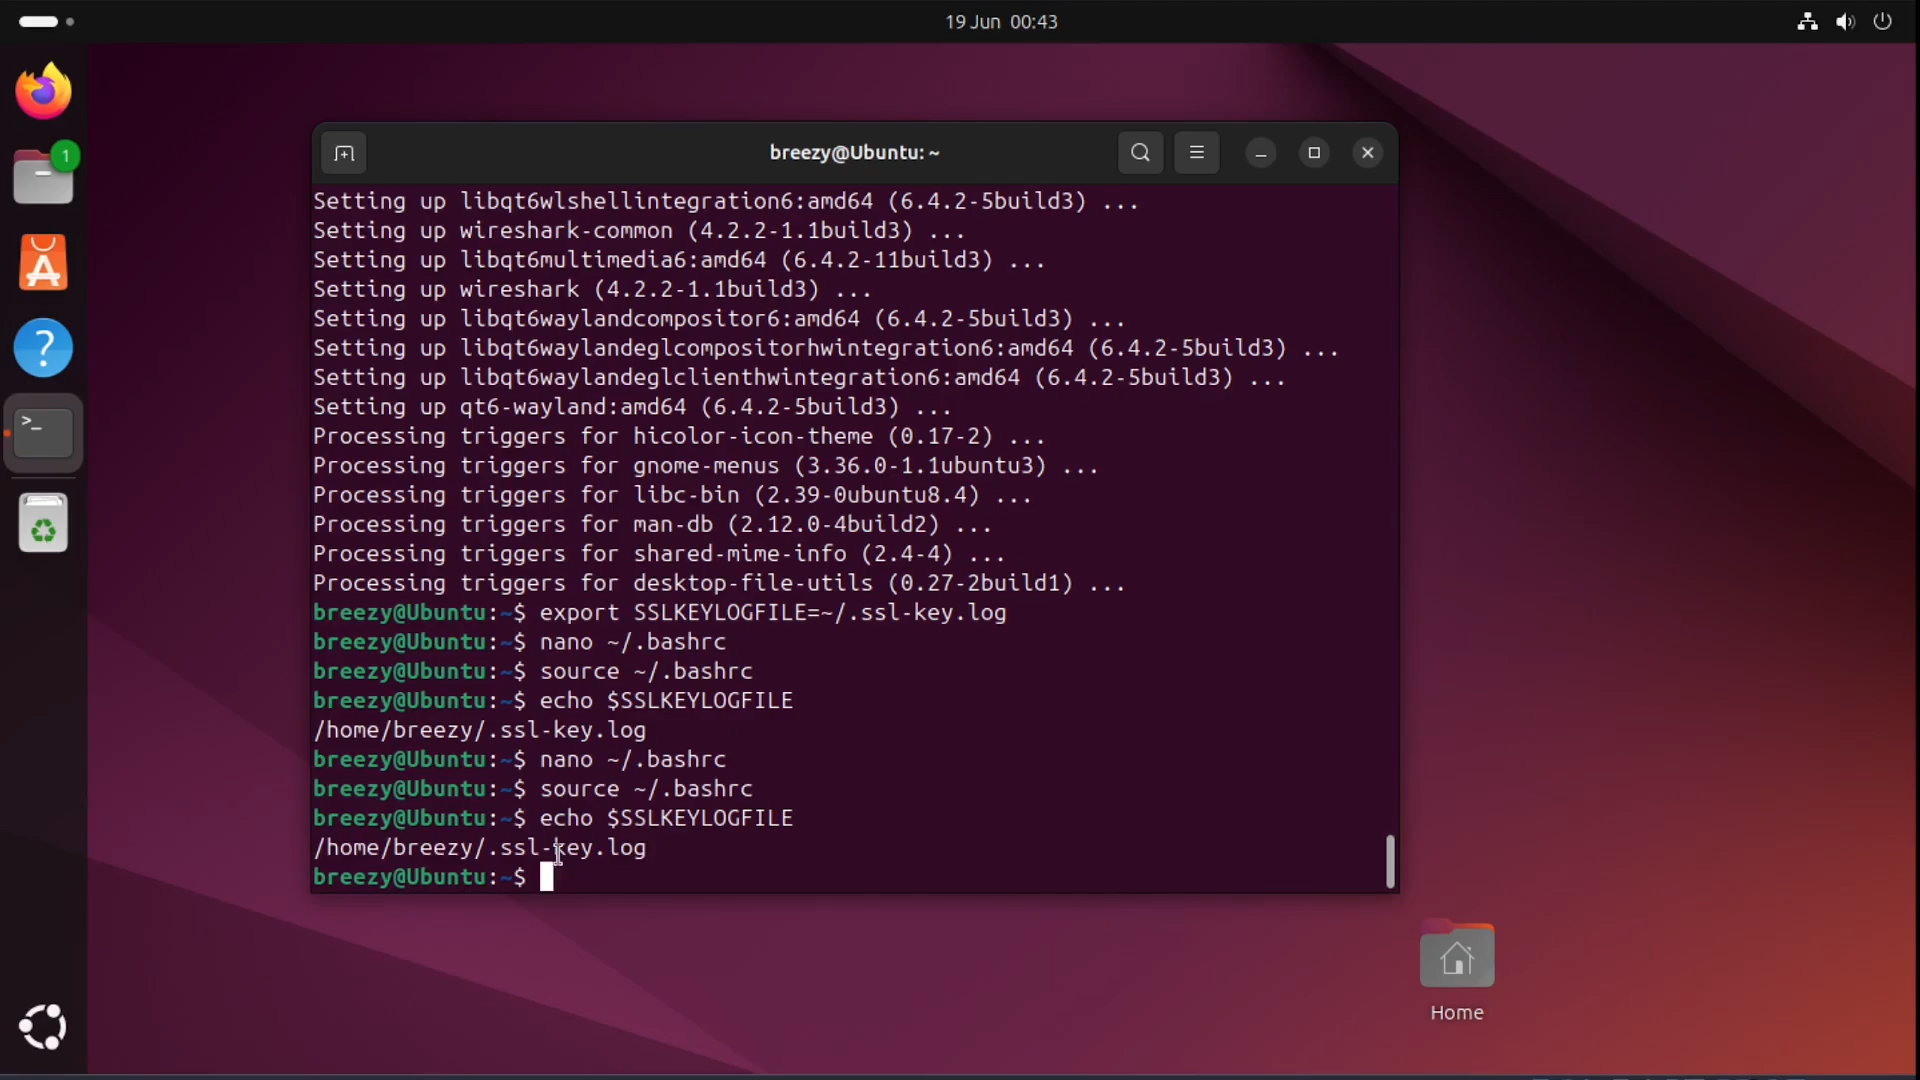 19 Jun 00:43
1
breezy@Ubuntu: ~
Setting up libqt6wlshellintegration6:amd64 (6.4.2-5build3) ...
Setting up wireshark-common (4.2.2-1.1build3) ...
Setting up libqt6multimedia6:amd64 (6.4.2-11build3) ...
Setting up wireshark (4.2.2-1.1build3) ...
Setting up libqt6waylandcompositor6:amd64 (6.4.2-5build3) ...
Setting up libqt6waylandeglcompositorhwintegration6:amd64 (6.4.2-5build3) ...
Setting up libqt6waylandeglclienthwintegration6:amd64 (6.4.2-5build3) ...
Setting up qt6-wayland:amd64 (6.4.2-5build3) ...
Processing triggers for hicolor-icon-theme (0.17-2) ...
Processing triggers for gnome-menus (3.36.0-1.1ubuntu3) ...
Processing triggers for libc-bin (2.39-0ubuntu8.4) ...
Processing triggers for man-db (2.12.0-4build2) ...
Processing triggers for shared-mime-info (2.4-4) ...
Processing triggers for desktop-file-utils (0.27-2build1) ...
breezy@Ubuntu:~$ export SSLKEYLOGFILE=~/.ssl-key.log
breezy@Ubuntu:~$ nano ~/.bashrc
breezy@Ubuntu:~$ source ~/.bashrc
breezy@Ubuntu:~$ echo $SSLKEYLOGFILE
/home/breezy/.ssl-key.log
breezy@Ubuntu:~$ nano ~/.bashrc
breezy@Ubuntu:~$ source ~/.bashrc
breezy@Ubuntu:~$ echo $SSLKEYLOGFILE
/home/breezy/.ssl-key.log
breezy@Ubuntu:~$
Home